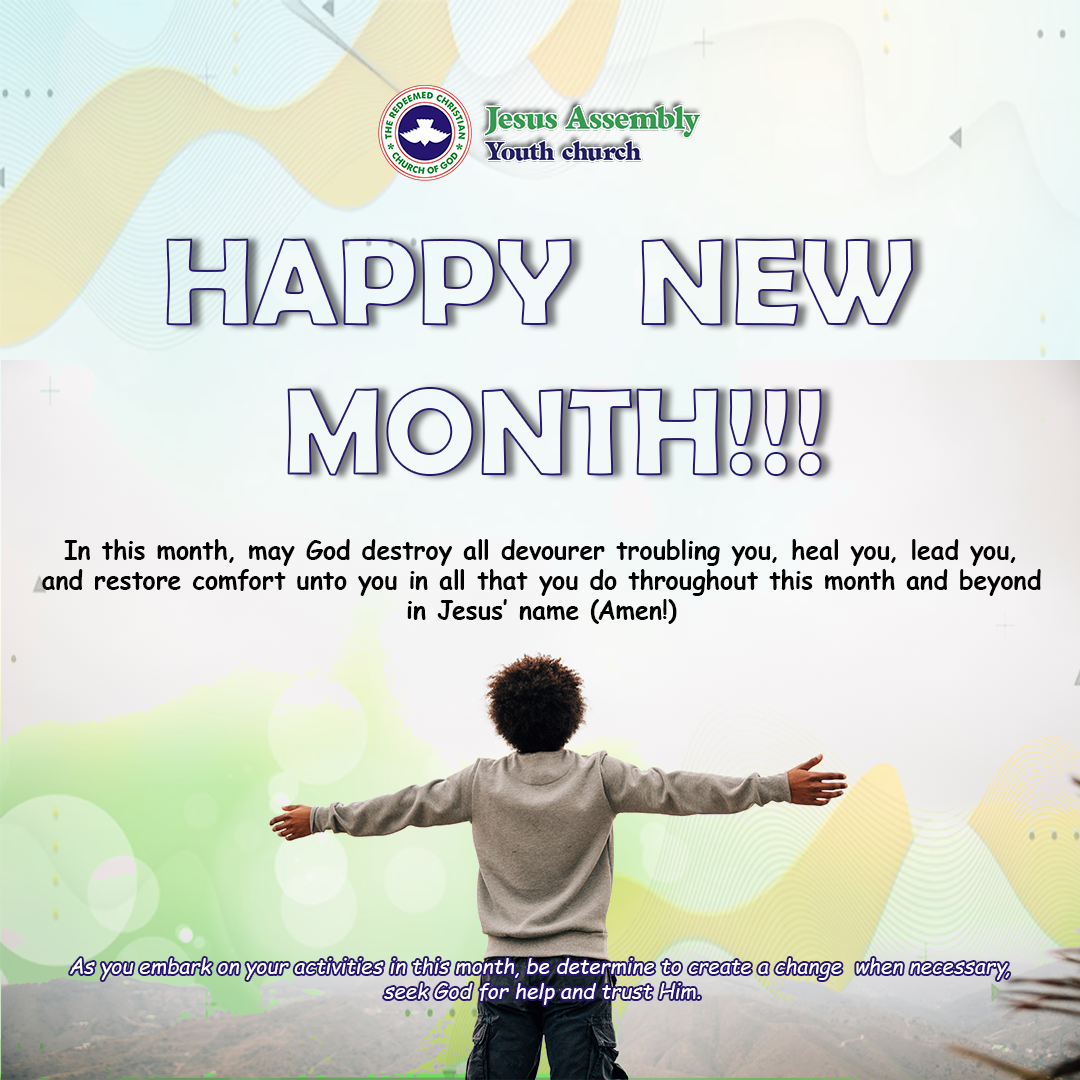 THE REDEEMED CHRISTIAN
CHURCH OF GOD
Jesus Assembly
Youth church
HAPPY NEW
MONTH!!!
In this month, may God destroy all devourer troubling you, heal you, lead you,
and restore comfort unto you in all that you do throughout this month and beyond
in Jesus’ name (Amen!)
As you embark on your activities in this month, be determine to create a change when necessary,
seek God for help and trust Him.